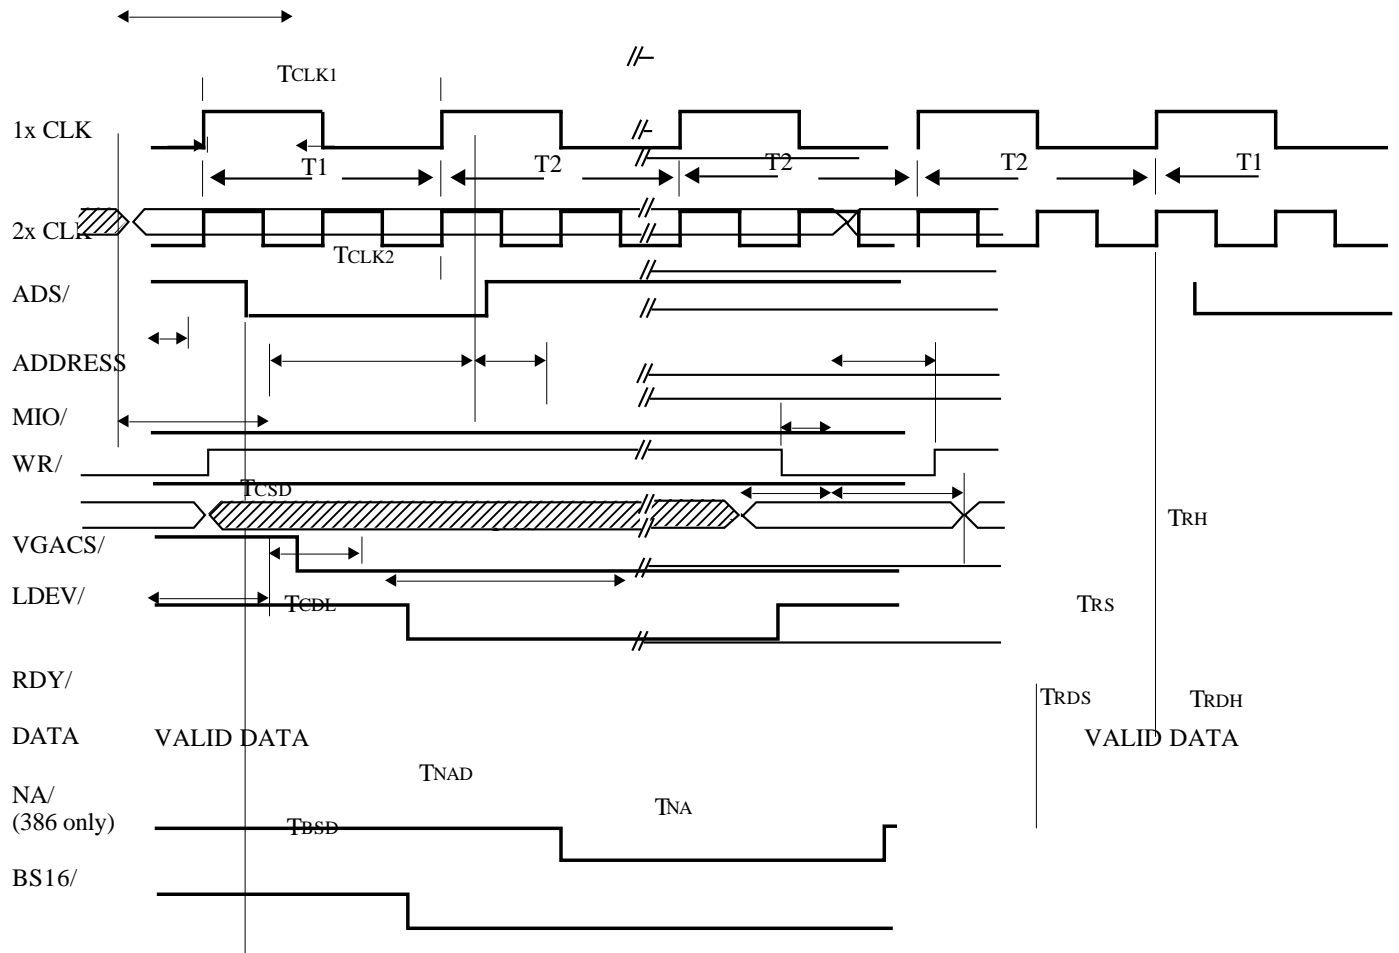 TCLK1
1x CLK
T1 T2 T2 T2 T1
2x CLK
TCLK2
ADS/
ADDRESS
MIO/
WR/
TCSD
TRH
VGACS/
LDEV/ TCDL TRS
RDY/
TRDS TRDH
DATA VALID DATA VALID DATA
TNAD
NA/
TNA
(386 only) TBSD
BS16/